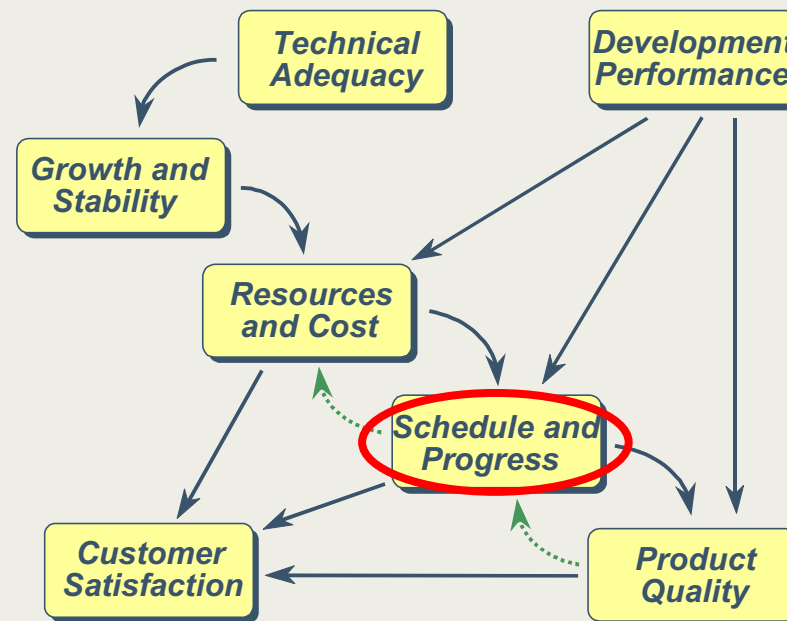 Technical
Adequacy
Development
Performance
Growth and
Stability
Resources
and Cost
Schedule and
Progress
Customer
Satisfaction
Product
Quality